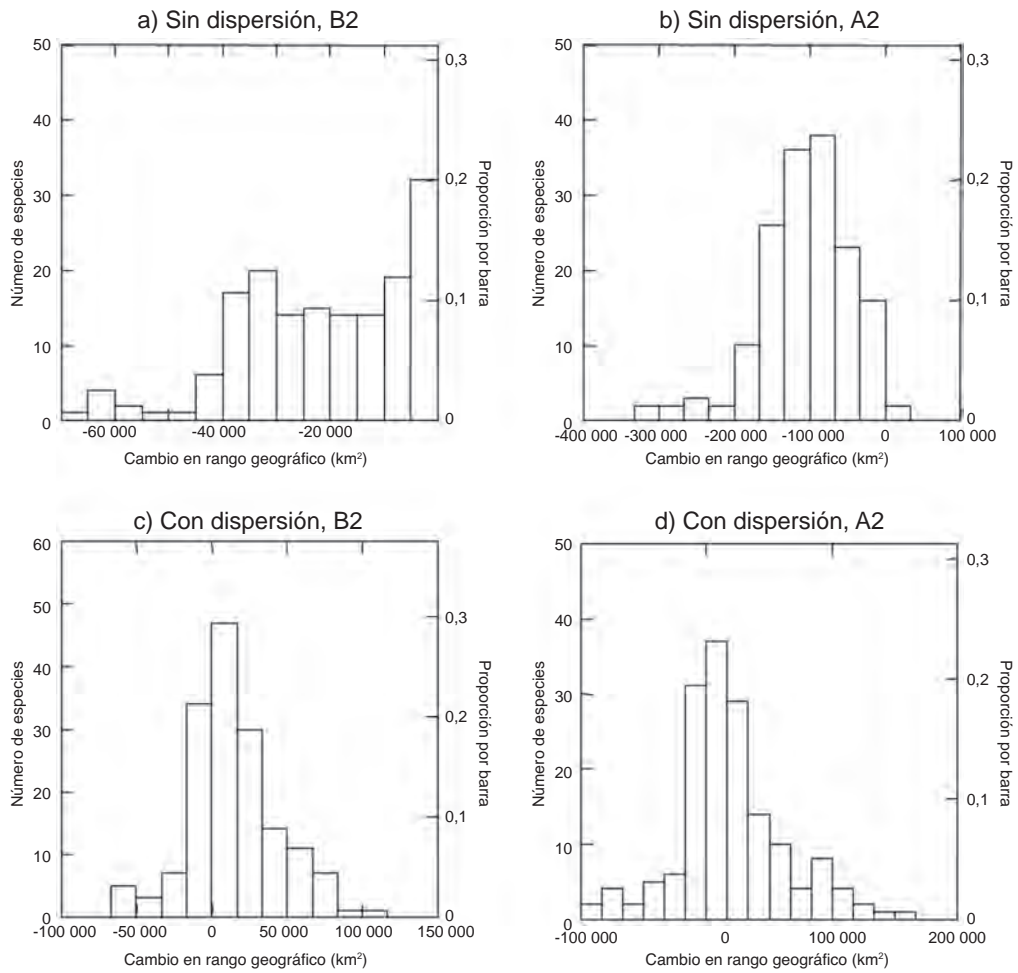 a) Sin dispersión, B2
50
40
30
20
10
0
Número de especies
0,3
0,2
0,1
0
Proporción por barra
-60 000 -40 000 -20 000
Cambio en rango geográfico (km²)
b) Sin dispersión, A2
50
40
30
20
10
0
Número de especies
0,3
0,2
0,1
0
Proporción por barra
-400 000 -300 000 -200 000 -100 000 0 100 000
Cambio en rango geográfico (km²)
c) Con dispersión, B2
60
50
40
30
20
10
0
Número de especies
0,3
0,2
0,1
0
Proporción por barra
-100 000 -50 000 0 50 000 100 000 150 000
Cambio en rango geográfico (km²)
d) Con dispersión, A2
50
40
30
20
10
0
Número de especies
0,3
0,2
0,1
0
Proporción por barra
-100 000 0 100 000 200 000
Cambio en rango geográfico (km²)